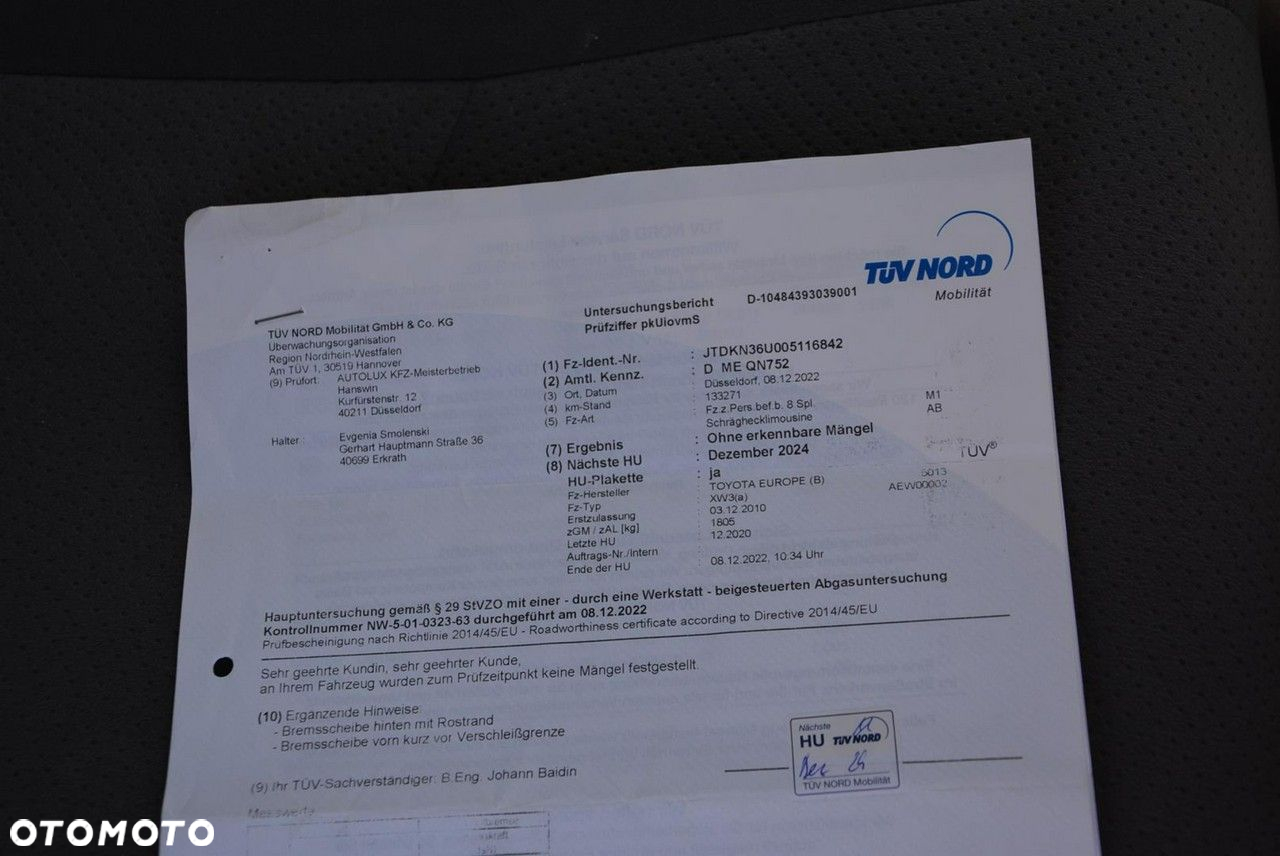 TÜV NORD
Mobilität
Untersuchungsbericht D-10484393039001
Prüfziffer pkUiovmS
TÜV NORD Mobilität GmbH & Co. KG
Überwachungsorganisation
Region Nordrhein-Westfalen
Am TÜV 1, 30519 Hannover
(9) Prüfort: AUTOLUX KFZ-Meisterbetrieb
Hanswin
Kurfürstenstr. 12
40211 Düsseldorf
Halter : Evgenia Smolenski
Gerhart Hauptmann Straße 36
40699 Erkrath
(1) Fz-Ident.-Nr. : JTDKN36U005116842
(2) Amtl. Kennz. : D ME QN752
(3) Ort, Datum : Düsseldorf, 08.12.2022
(4) km-Stand : 133271
(5) Fz-Art : Fz.z.Pers.bef.b. 8 Spl. M1
Schräghecklimousine AB
(7) Ergebnis : Ohne erkennbare Mängel
(8) Nächste HU : Dezember 2024
HU-Plakette : ja
TÜV®
Fz-Hersteller : TOYOTA EUROPE (B) 5013
Fz-Typ : XW3(a) AEW00002
Erstzulassung : 03.12.2010
zGM / zAL [kg] : 1805
Letzte HU : 12.2020
Auftrags-Nr./Intern
Ende der HU : 08.12.2022, 10:34 Uhr
Hauptuntersuchung gemäß § 29 StVZO mit einer - durch eine Werkstatt - beigesteuerten Abgasuntersuchung
Kontrollnummer NW-5-01-0323-63 durchgeführt am 08.12.2022
Prüfbescheinigung nach Richtlinie 2014/45/EU - Roadworthiness certificate according to Directive 2014/45/EU
Sehr geehrte Kundin, sehr geehrter Kunde,
an Ihrem Fahrzeug wurden zum Prüfzeitpunkt keine Mängel festgestellt.
(10) Ergänzende Hinweise:
- Bremsscheibe hinten mit Rostrand
- Bremsscheibe vorn kurz vor Verschleißgrenze
Nächste
HU TÜV NORD
Dez 24
TÜV NORD Mobilität
(9) Ihr TÜV-Sachverständiger: B.Eng. Johann Baidin
Messwerte
OTOMOTO